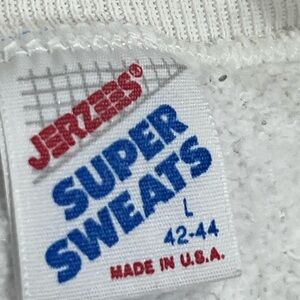 JERZEES®
SUPER
SWEATS
L
42-44
MADE IN U.S.A.